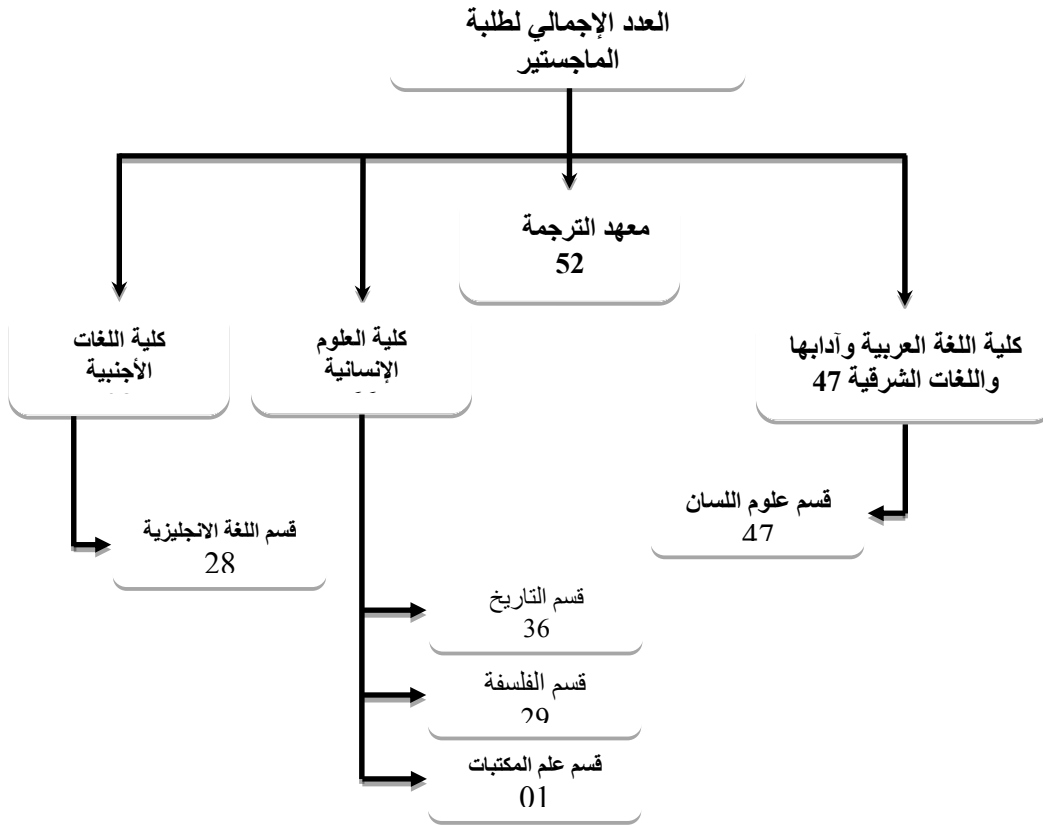 العدد الإجمالي لطلبة
الماجستير
معهد الترجمة
52
كلية اللغة العربية وآدابها
واللغات الشرقية 47
كلية العلوم
الإنسانية
كلية اللغات
الأجنبية
قسم علوم اللسان
47
قسم اللغة الانجليزية
28
قسم التاريخ
36
قسم الفلسفة
29
قسم علم المكتبات
01